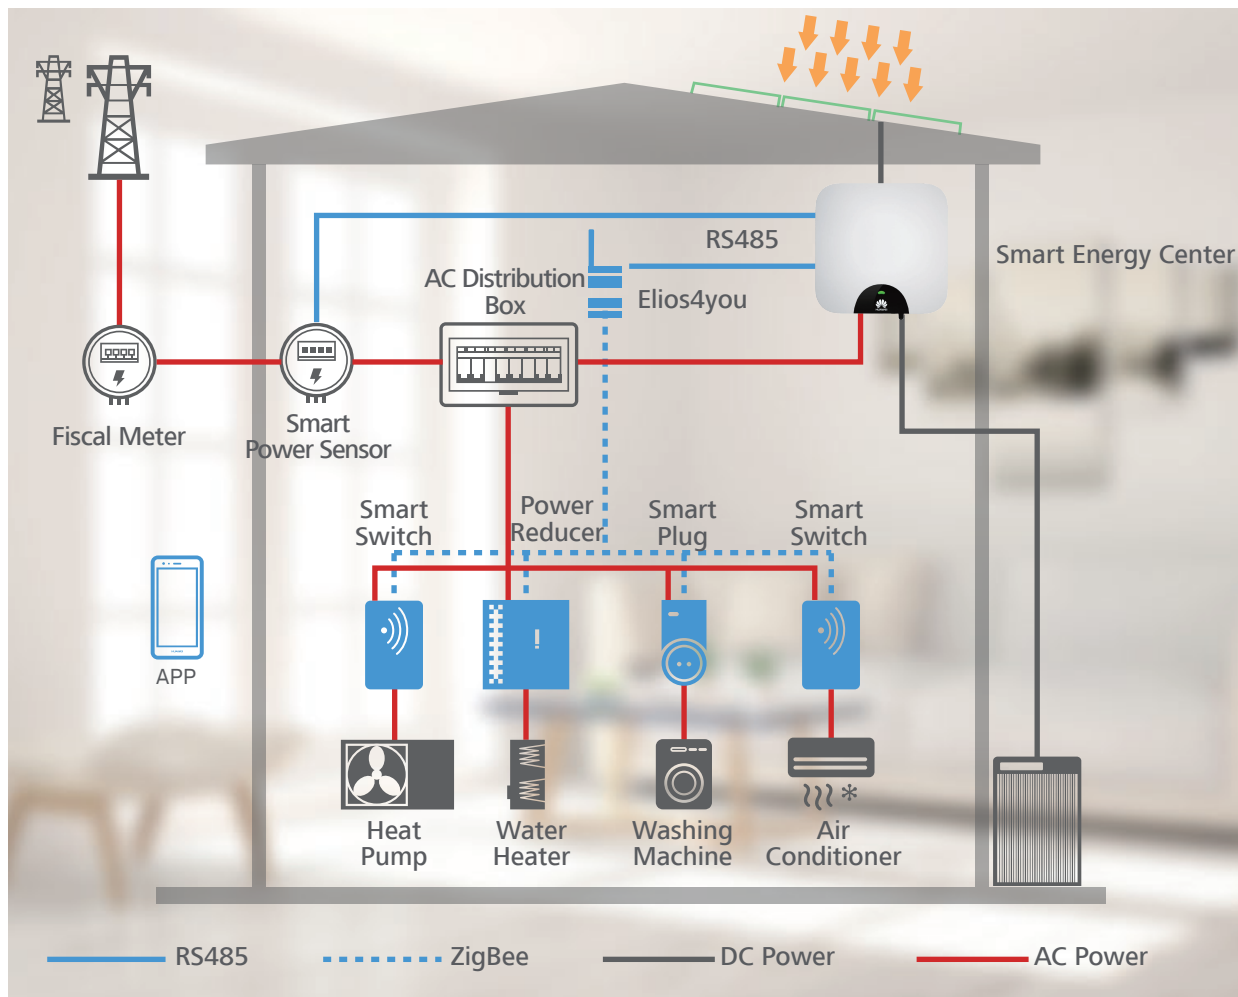 RS485
Smart Energy Center
AC Distribution
Box
Elios4you
Fiscal Meter
Smart
Power Sensor
Smart
Switch
Power
Reducer
Smart
Plug
Smart
Switch
APP
Heat
Pump
Water
Heater
Washing
Machine
Air
Conditioner
RS485
ZigBee
DC Power
AC Power